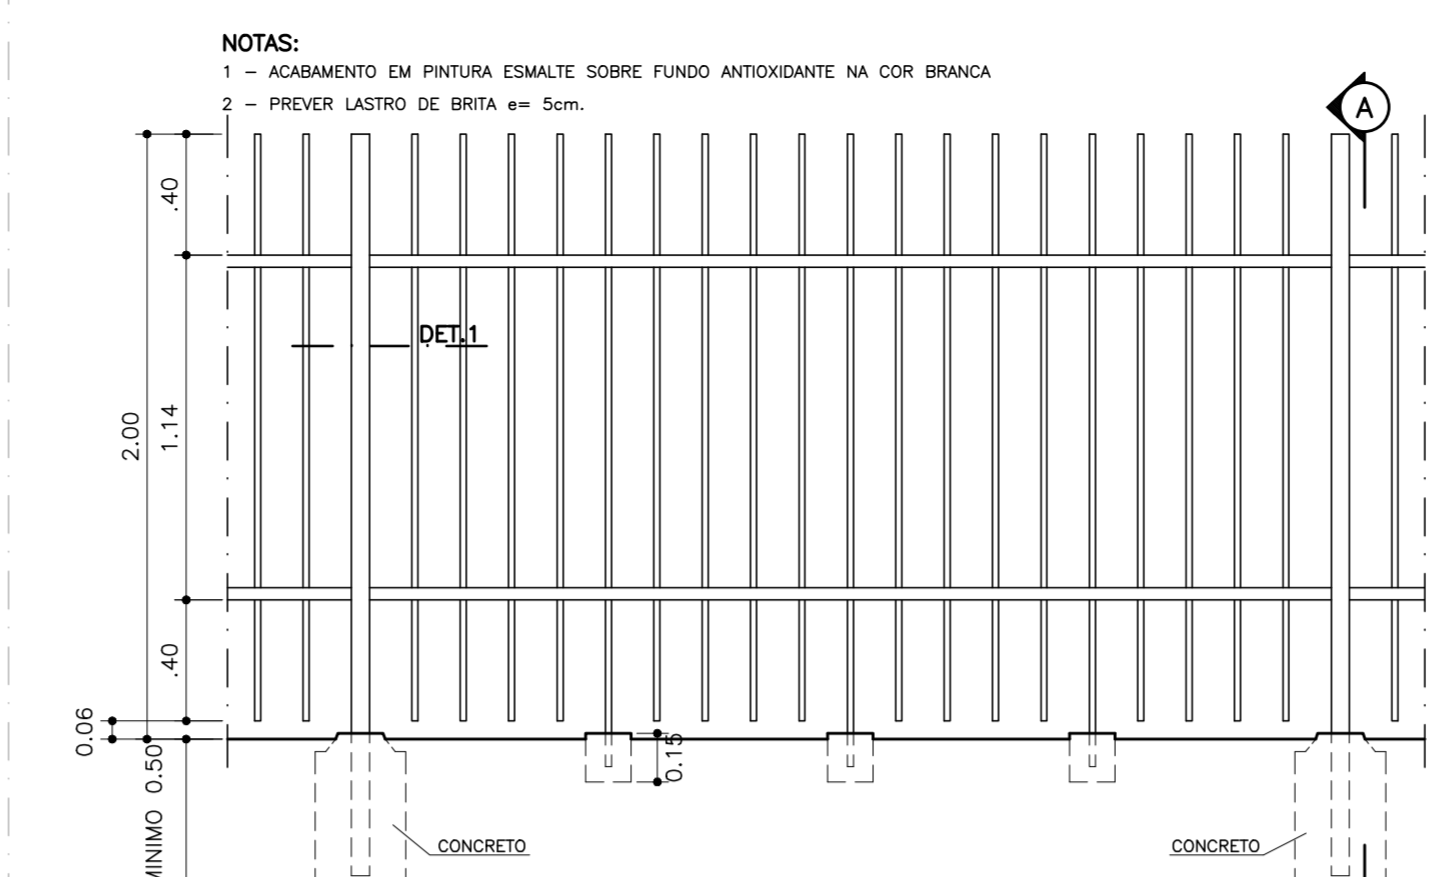 NOTAS:
1 – ACABAMENTO EM PINTURA ESMALTE SOBRE FUNDO ANTIOXIDANTE NA COR BRANCA
2 – PREVER LASTRO DE BRITA e= 5cm.
A
.40
DET.1
2.00
1.14
.40
0.06
0.15
MINIMO 0.50
CONCRETO
CONCRETO